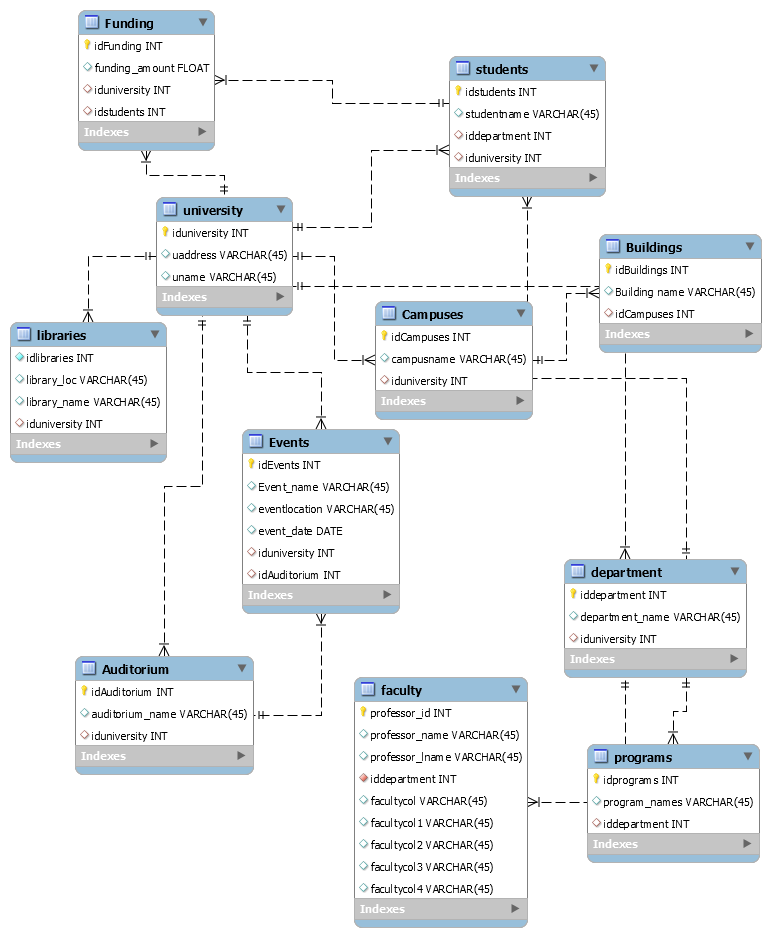 Funding
idFunding INT
funding_amount FLOAT
iduniversity INT
idstudents INT
Indexes
students
idstudents INT
studentname VARCHAR(45)
iddepartment INT
iduniversity INT
Indexes
university
iduniversity INT
uaddress VARCHAR(45)
uname VARCHAR(45)
Indexes
Buildings
idBuildings INT
Building name VARCHAR(45)
idCampuses INT
Indexes
libraries
idlibraries INT
library_loc VARCHAR(45)
library_name VARCHAR(45)
iduniversity INT
Indexes
Campuses
idCampuses INT
campusname VARCHAR(45)
iduniversity INT
Indexes
Events
idEvents INT
Event_name VARCHAR(45)
eventlocation VARCHAR(45)
event_date DATE
iduniversity INT
idAuditorium INT
Indexes
department
iddepartment INT
department_name VARCHAR(45)
iduniversity INT
Indexes
Auditorium
idAuditorium INT
auditorium_name VARCHAR(45)
iduniversity INT
Indexes
faculty
professor_id INT
professor_name VARCHAR(45)
professor_lname VARCHAR(45)
iddepartment INT
facultycol VARCHAR(45)
facultycol1 VARCHAR(45)
facultycol2 VARCHAR(45)
facultycol3 VARCHAR(45)
facultycol4 VARCHAR(45)
Indexes
programs
idprograms INT
program_names VARCHAR(45)
iddepartment INT
Indexes